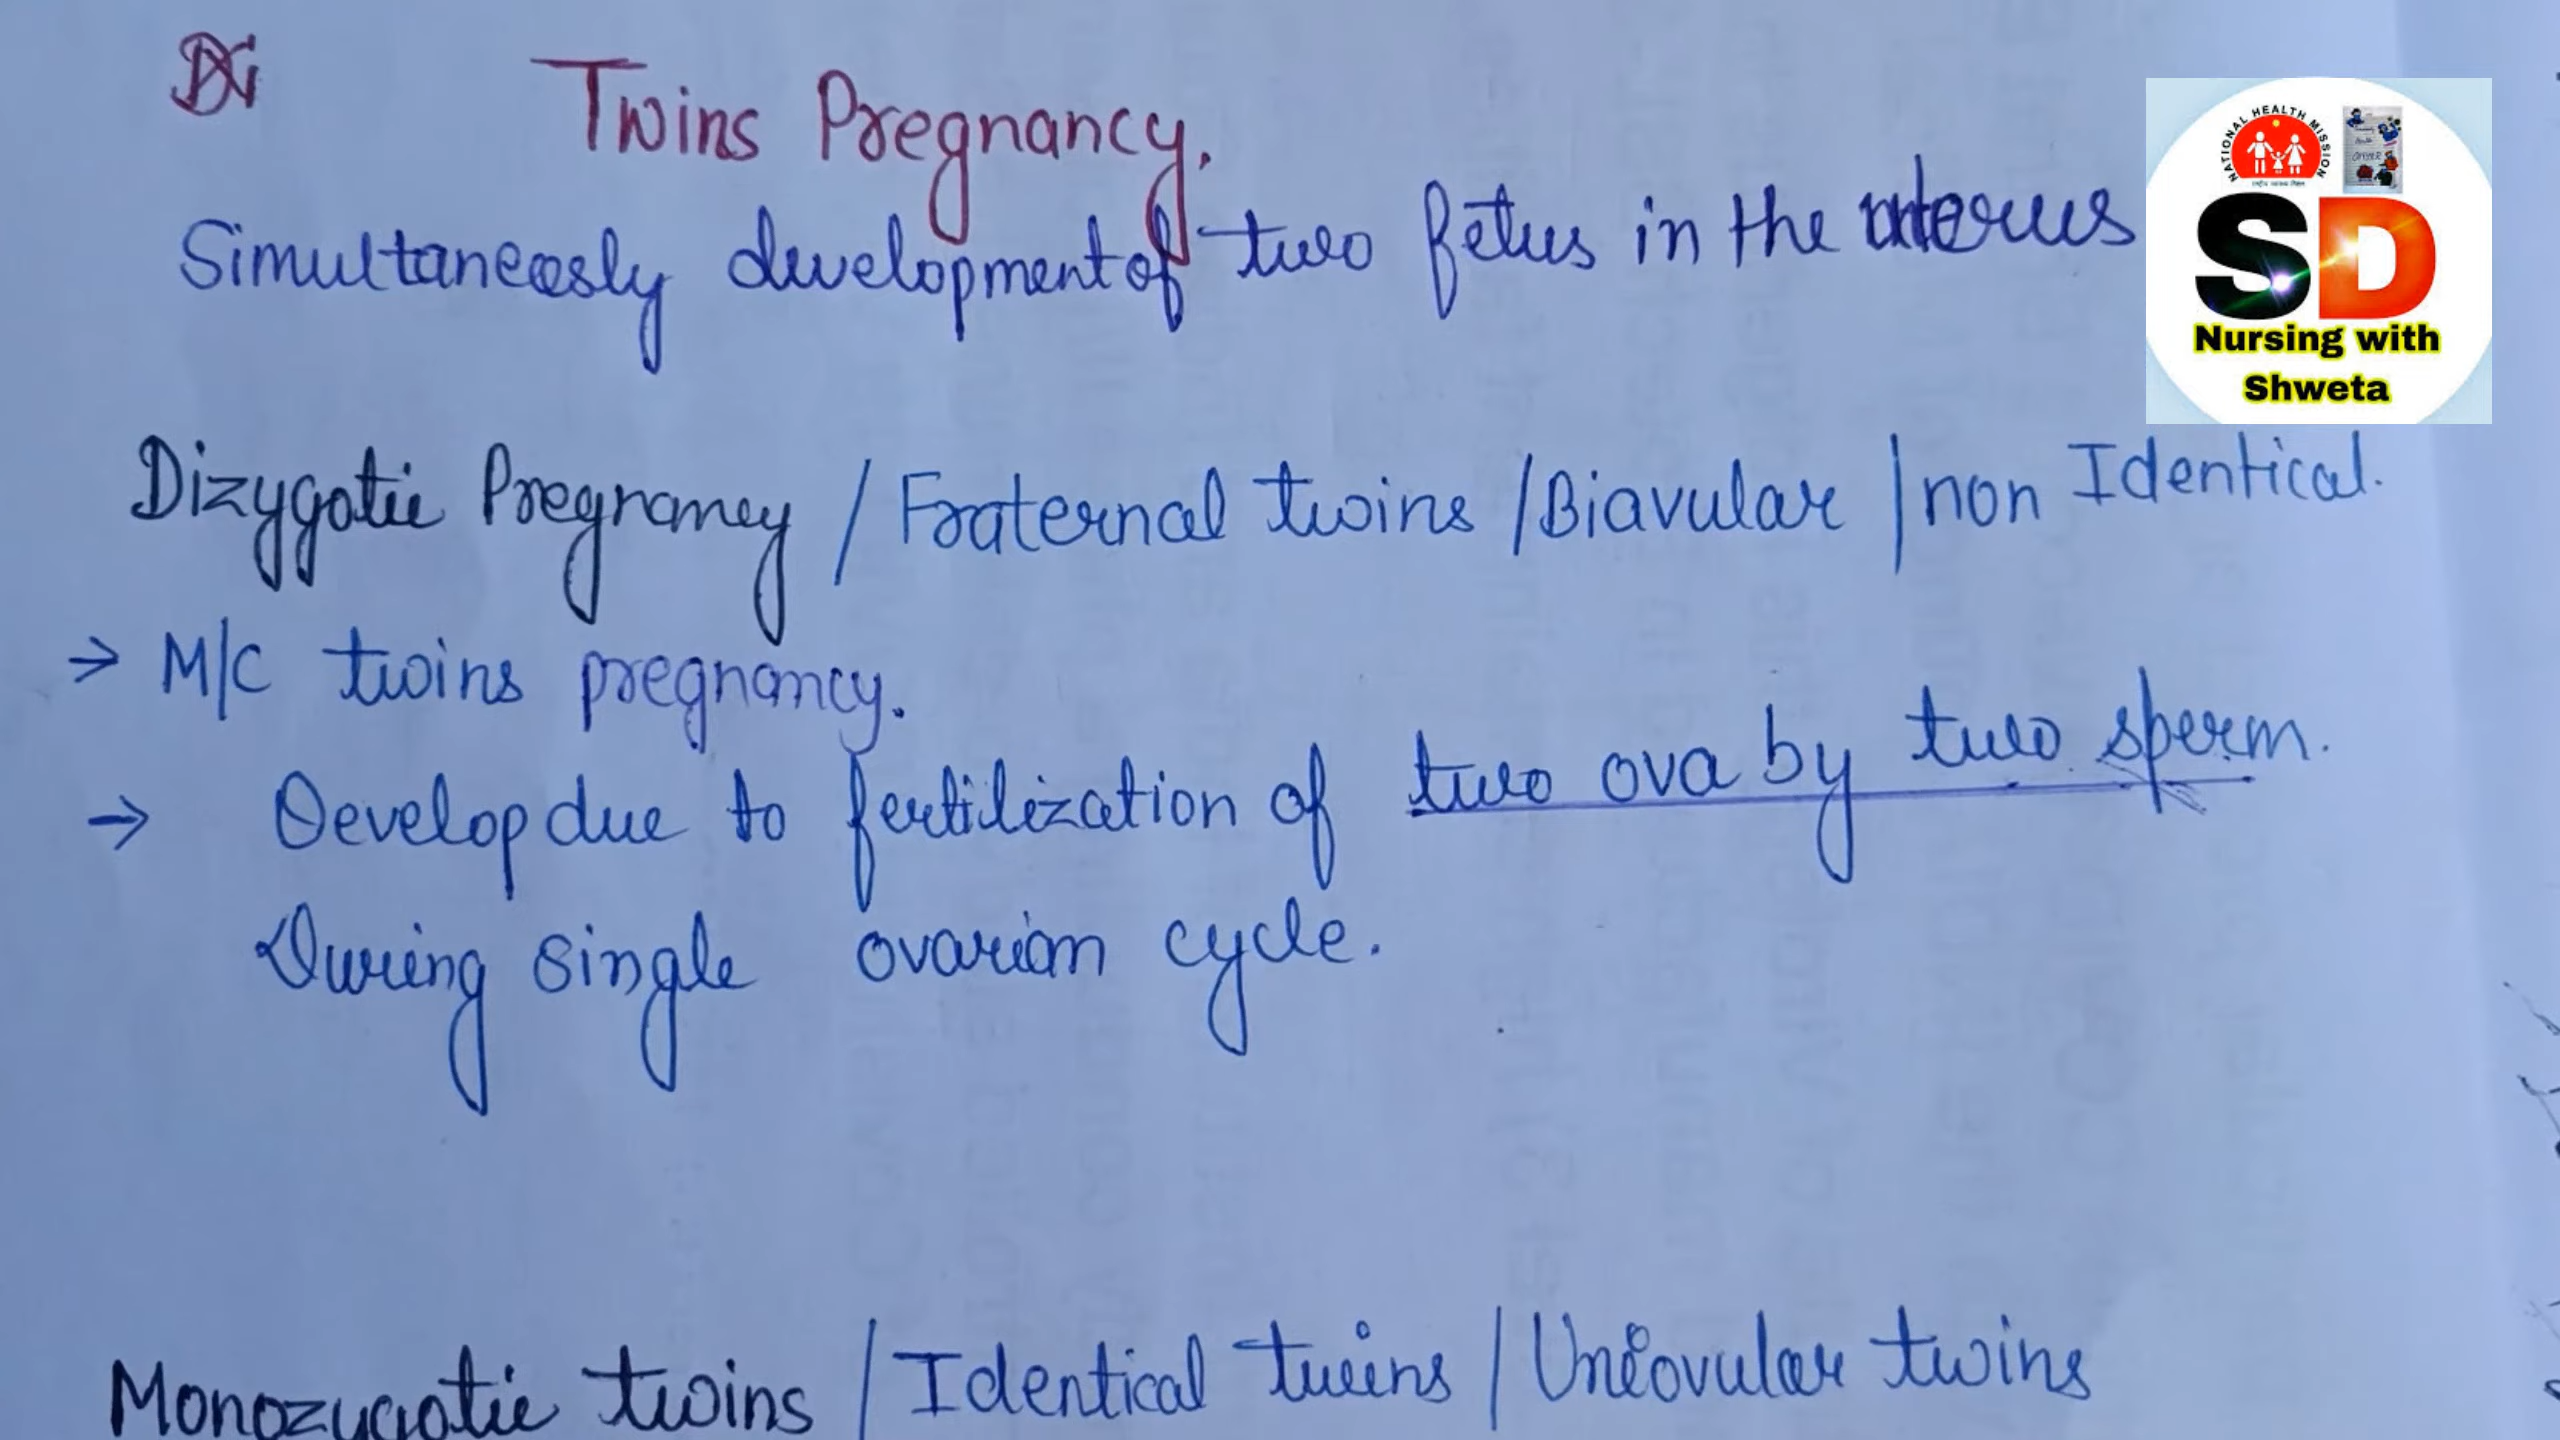 Twins Pregnancy.
Simultaneosly development of two fetus in the uterus
Dizygotic Pregnancy / Fraternal twins / Biavular / non Identical.
→ M/C twins pregnancy.
→ Develop due to fertilization of two ova by two sperm.
During single ovarian cycle.
Monozygotic twins / Identical twins / Uniovular twins
NATIONAL HEALTH MISSION
SD
Nursing with
Shweta